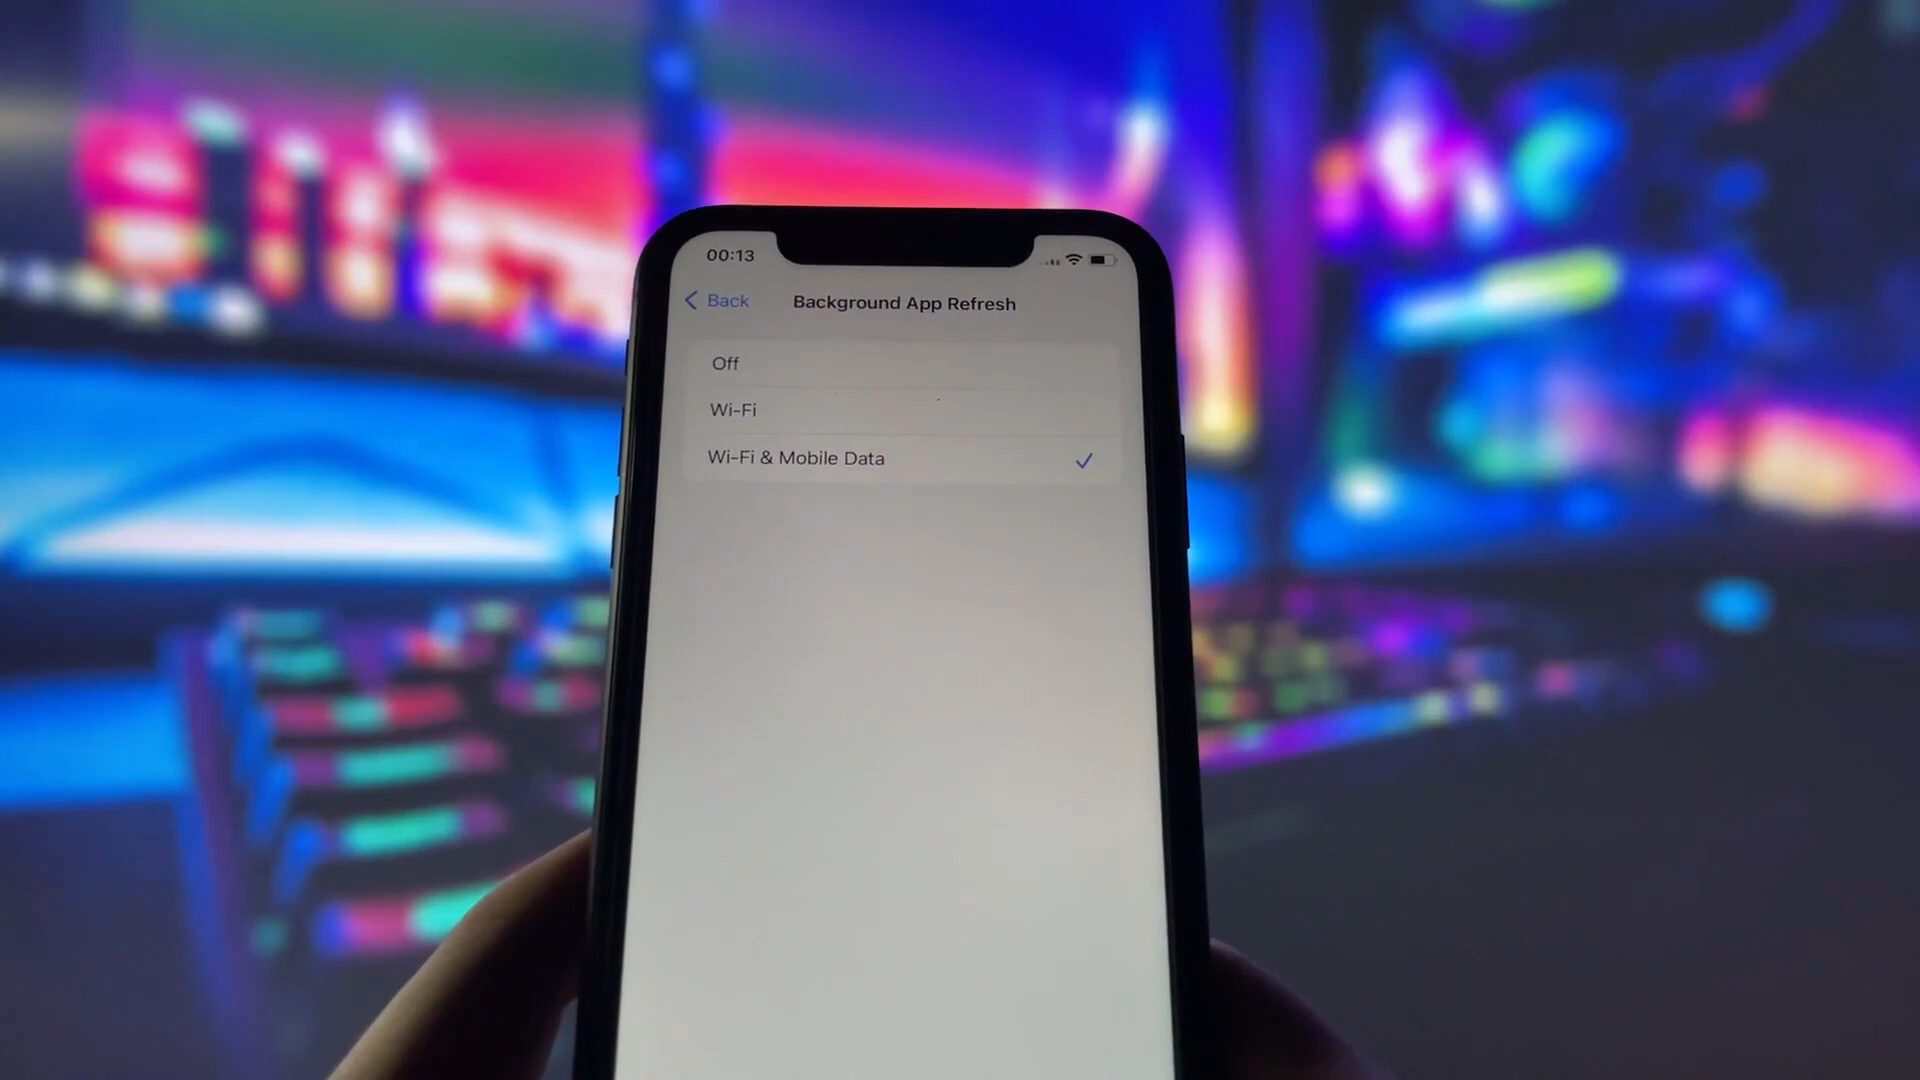 00:13
Back
Background App Refresh
Off
Wi-Fi
Wi-Fi & Mobile Data